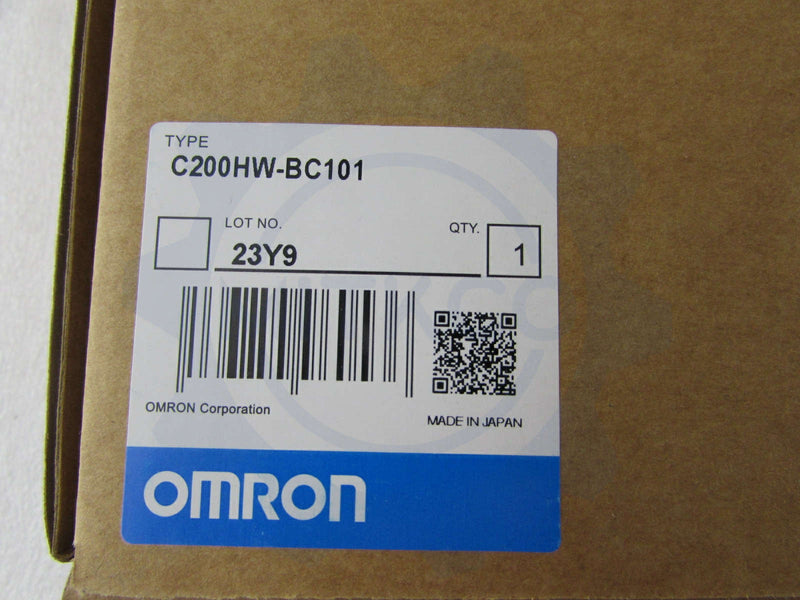 TYPE
C200HW-BC101
LOT NO.
QTY.
23Y9
1
OMRON Corporation
MADE IN JAPAN
OMRON